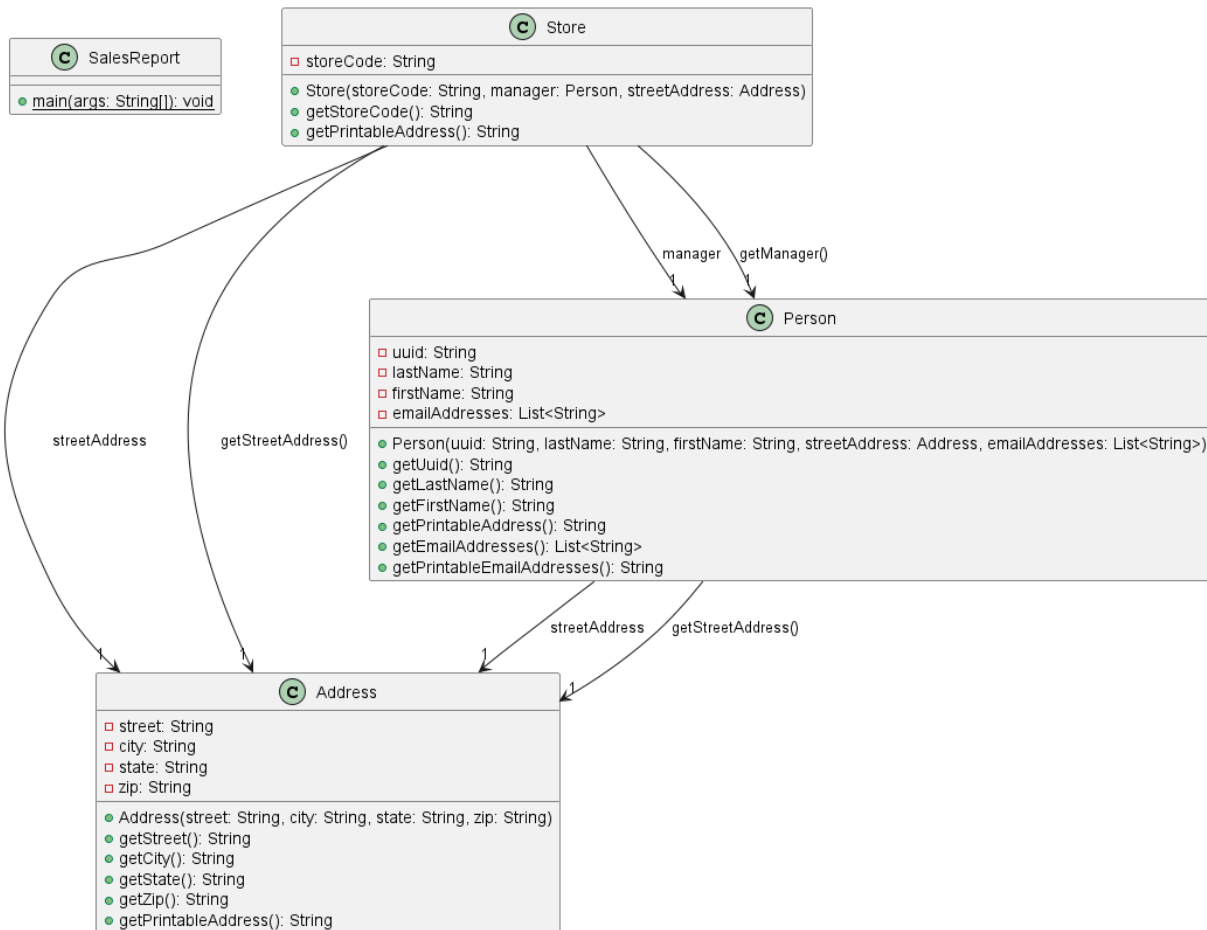 C SalesReport
main(args: String[]): void
C Store
storeCode: String
Store(storeCode: String, manager: Person, streetAddress: Address)
getStoreCode(): String
getPrintableAddress(): String
manager
getManager()
1
1
C Person
uuid: String
lastName: String
firstName: String
emailAddresses: List<String>
Person(uuid: String, lastName: String, firstName: String, streetAddress: Address, emailAddresses: List<String>)
getUuid(): String
getLastName(): String
getFirstName(): String
getPrintableAddress(): String
getEmailAddresses(): List<String>
getPrintableEmailAddresses(): String
streetAddress
getStreetAddress()
streetAddress
getStreetAddress()
1
1
1
1
C Address
street: String
city: String
state: String
zip: String
Address(street: String, city: String, state: String, zip: String)
getStreet(): String
getCity(): String
getState(): String
getZip(): String
getPrintableAddress(): String